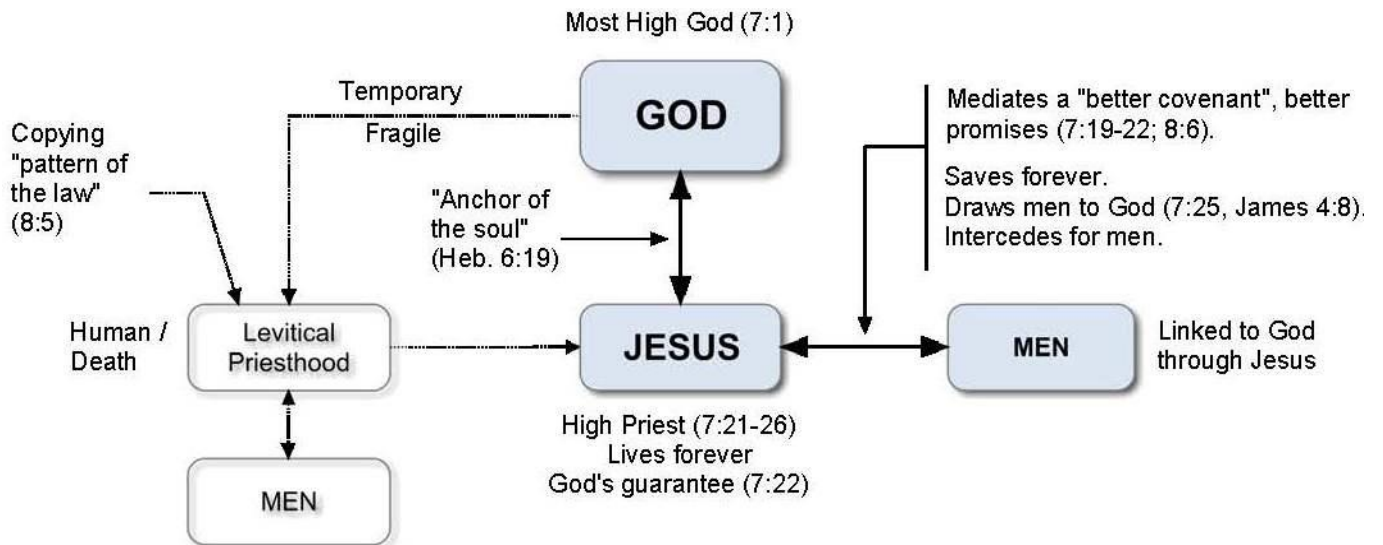 Most High God (7:1)
GOD
Temporary
Fragile
Copying
"pattern of
the law"
(8:5)
"Anchor of
the soul"
(Heb. 6:19)
Mediates a "better covenant", better
promises (7:19-22; 8:6).
Saves forever.
Draws men to God (7:25, James 4:8).
Intercedes for men.
Human /
Death
Levitical
Priesthood
JESUS
MEN
Linked to God
through Jesus
High Priest (7:21-26)
Lives forever
God's guarantee (7:22)
MEN